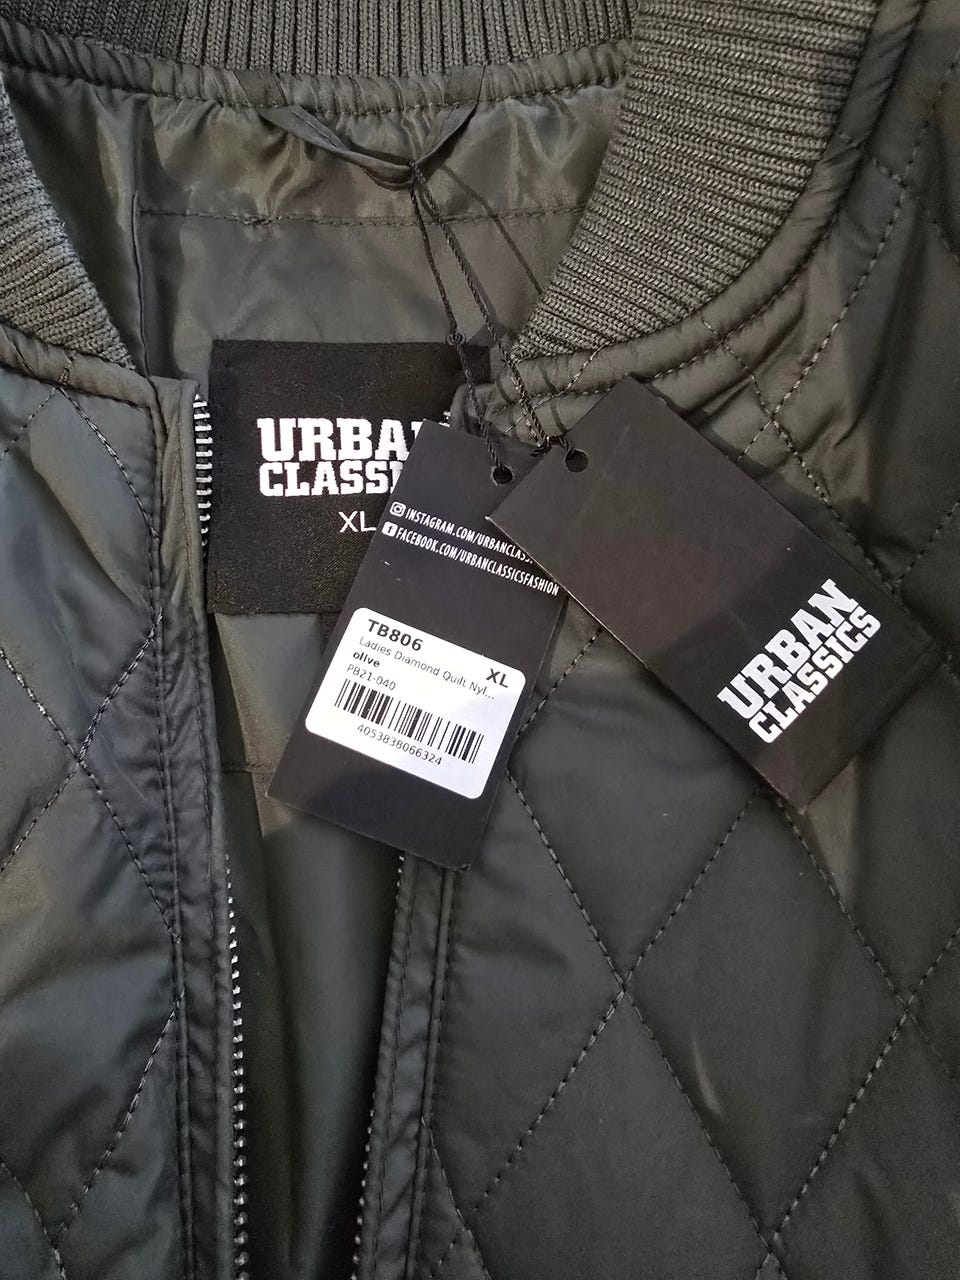 URBAN
CLASSI
XL
INSTAGRAM.COM/URBANCLASS
FACEBOOK.COM/URBANCLASSICSFASHION
TB806
Ladies Diamond Quilt Nyl...
olive
XL
PB21-040
4053838066324
URBAN
CLASSICS